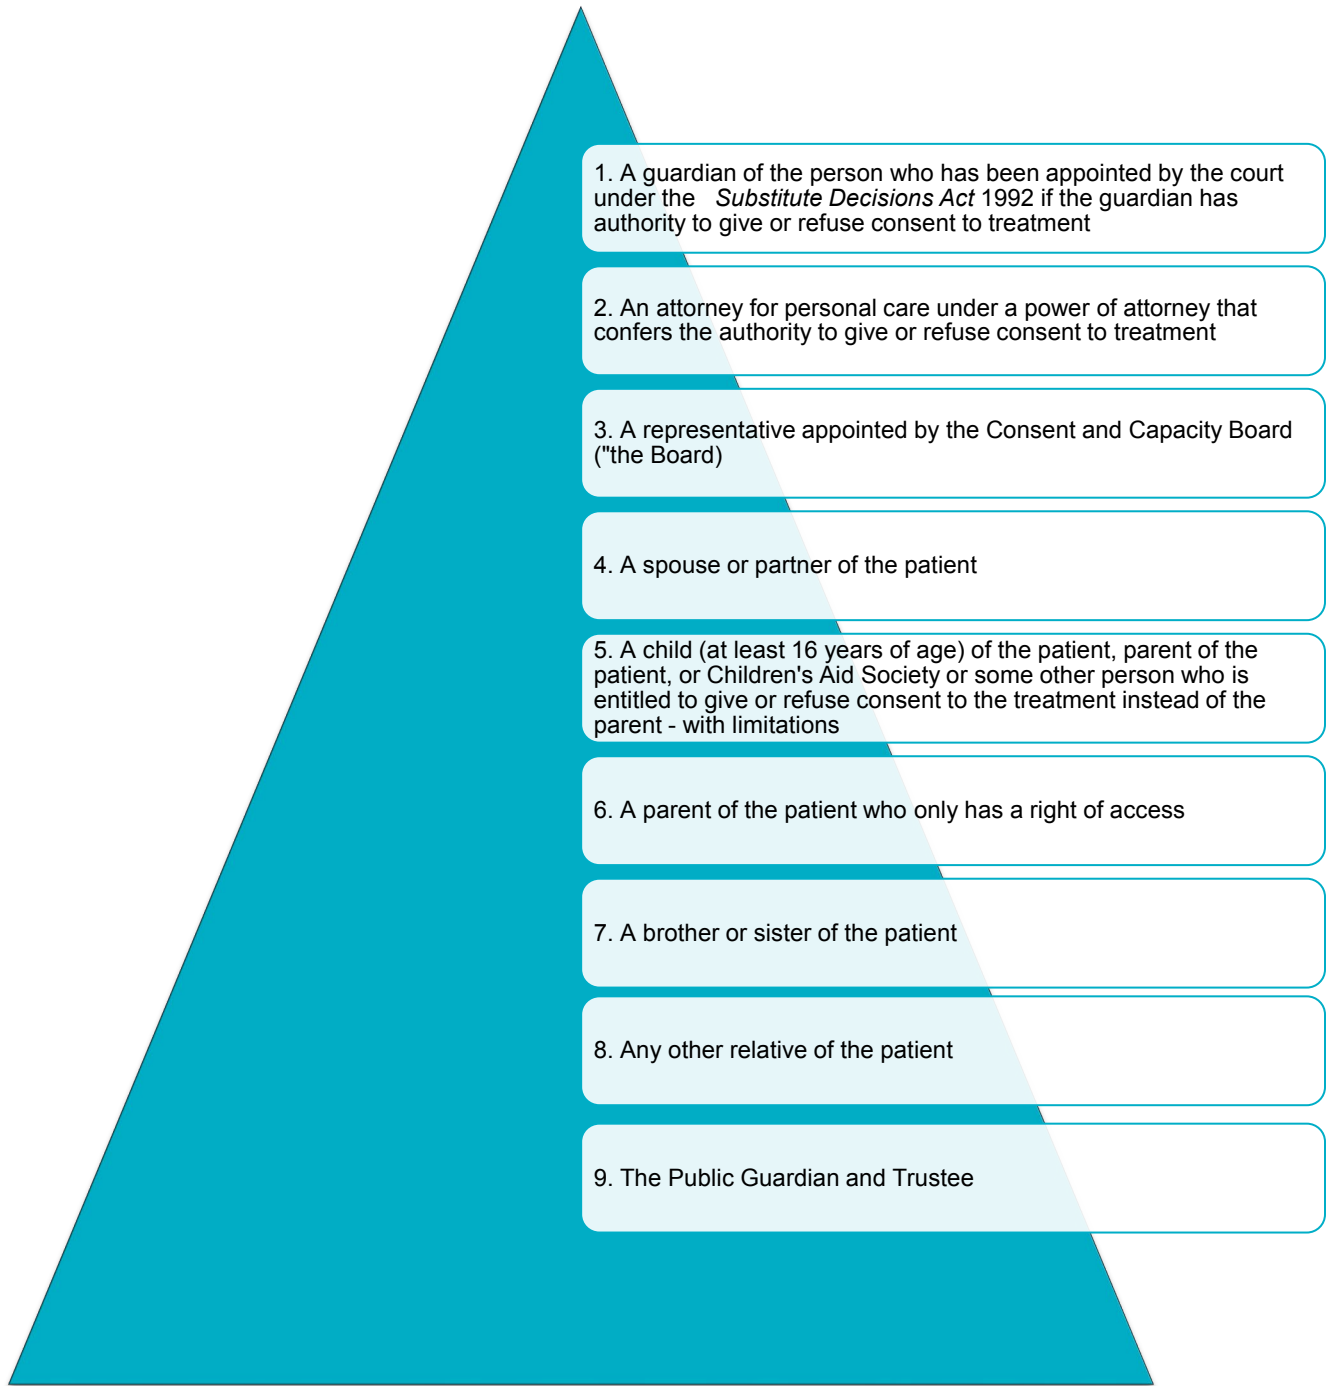 1. A guardian of the person who has been appointed by the court
under the Substitute Decisions Act 1992 if the guardian has
authority to give or refuse consent to treatment
2. An attorney for personal care under a power of attorney that
confers the authority to give or refuse consent to treatment
3. A representative appointed by the Consent and Capacity Board
("the Board)
4. A spouse or partner of the patient
5. A child (at least 16 years of age) of the patient, parent of the
patient, or Children's Aid Society or some other person who is
entitled to give or refuse consent to the treatment instead of the
parent - with limitations
6. A parent of the patient who only has a right of access
7. A brother or sister of the patient
8. Any other relative of the patient
9. The Public Guardian and Trustee